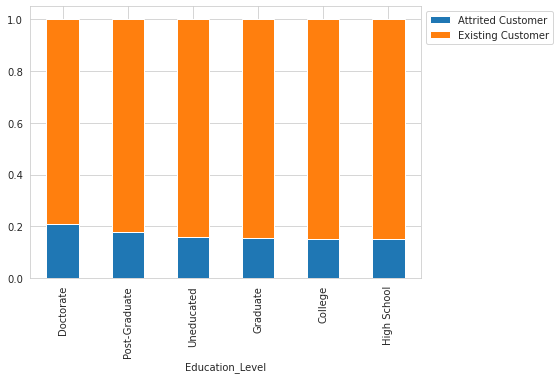 1.0
0.8
0.6
0.4
0.2
0.0
Attrited Customer
Existing Customer
Doctorate
Post-Graduate
Uneducated
Graduate
College
High School
Education_Level